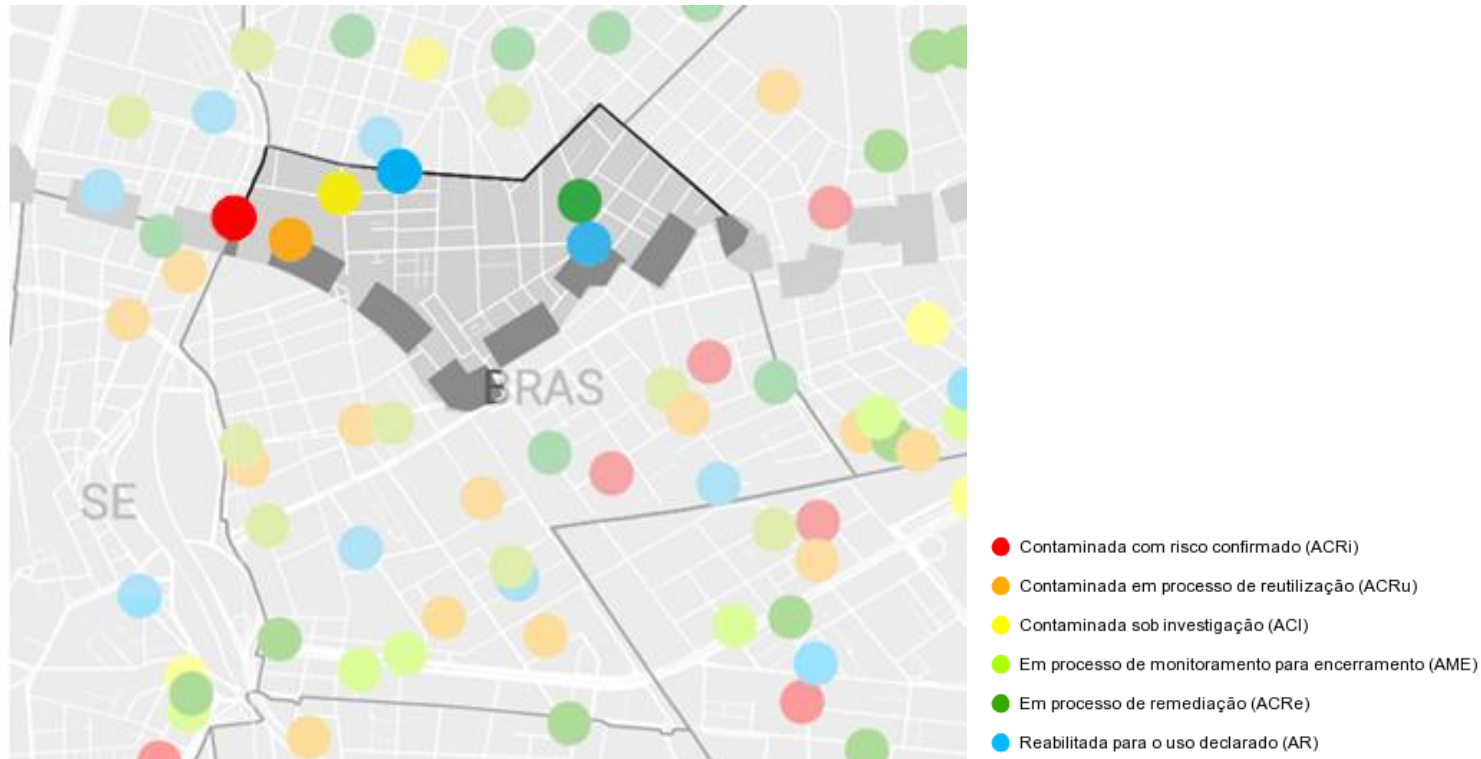 BRAS
SE
Contaminada com risco confirmado (ACRi)
Contaminada em processo de reutilização (ACRu)
Contaminada sob investigação (ACI)
Em processo de monitoramento para encerramento (AME)
Em processo de remediação (ACRe)
Reabilitada para o uso declarado (AR)